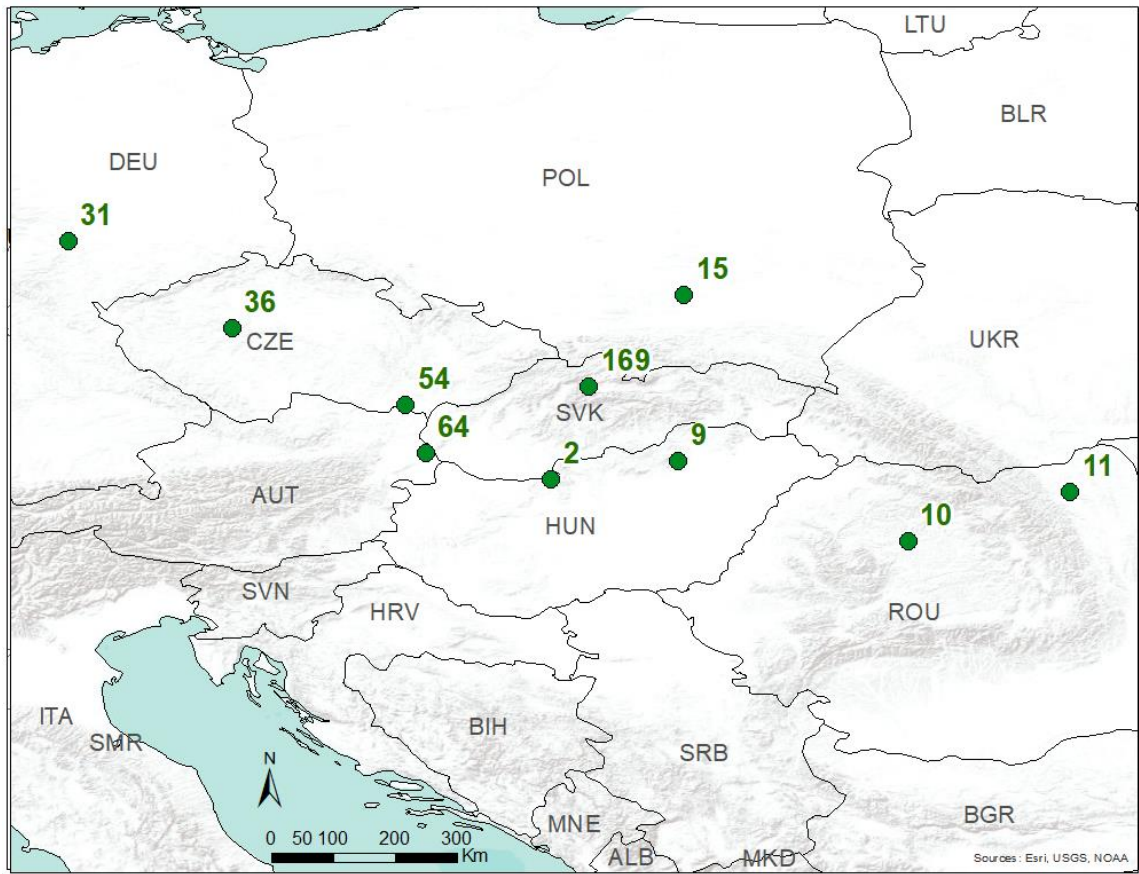 LTU
BLR
DEU
POL
31
15
36
CZE
UKR
169
54
SVK
64
9
2
11
AUT
HUN
10
SVN
HRV
ROU
ITA
SMR
BIH
SRB
N
BGR
MNE
0 50 100 200 300
Km
ALB
MKD
Sources: Esri, USGS, NOAA